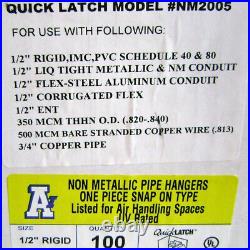 QUICK LATCH MODEL #NM2005
FOR USE WITH FOLLOWING:
1/2" RIGID,IMC,PVC SCHEDULE 40 & 80
1/2" LIQ TIGHT METALLIC & NM CONDUIT
1/2" FLEX-STEEL ALUMINUM CONDUIT
1/2" CORRUGATED FLEX
1/2" ENT
350 MCM THHN O.D. (.820-.840)
500 MCM BARE STRANDED COPPER WIRE (.813)
3/4" COPPER PIPE
A
NON METALLIC PIPE HANGERS
ONE PIECE SNAP ON TYPE
Listed for Air Handling Spaces
UV Rated
1/2" RIGID
100
QuickLATCH